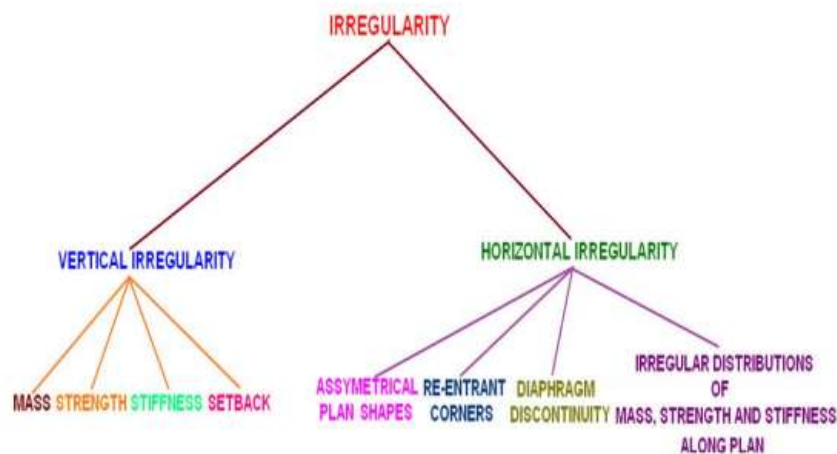 IRREGULARITY
VERTICAL IRREGULARITY
HORIZONTAL IRREGULARITY
MASS
STRENGTH
STIFFNESS
SETBACK
ASSYMETRICAL
PLAN SHAPES
RE-ENTRANT
CORNERS
DIAPHRAGM
DISCONTINUITY
IRREGULAR DISTRIBUTIONS
OF
MASS, STRENGTH AND STIFFNESS
ALONG PLAN